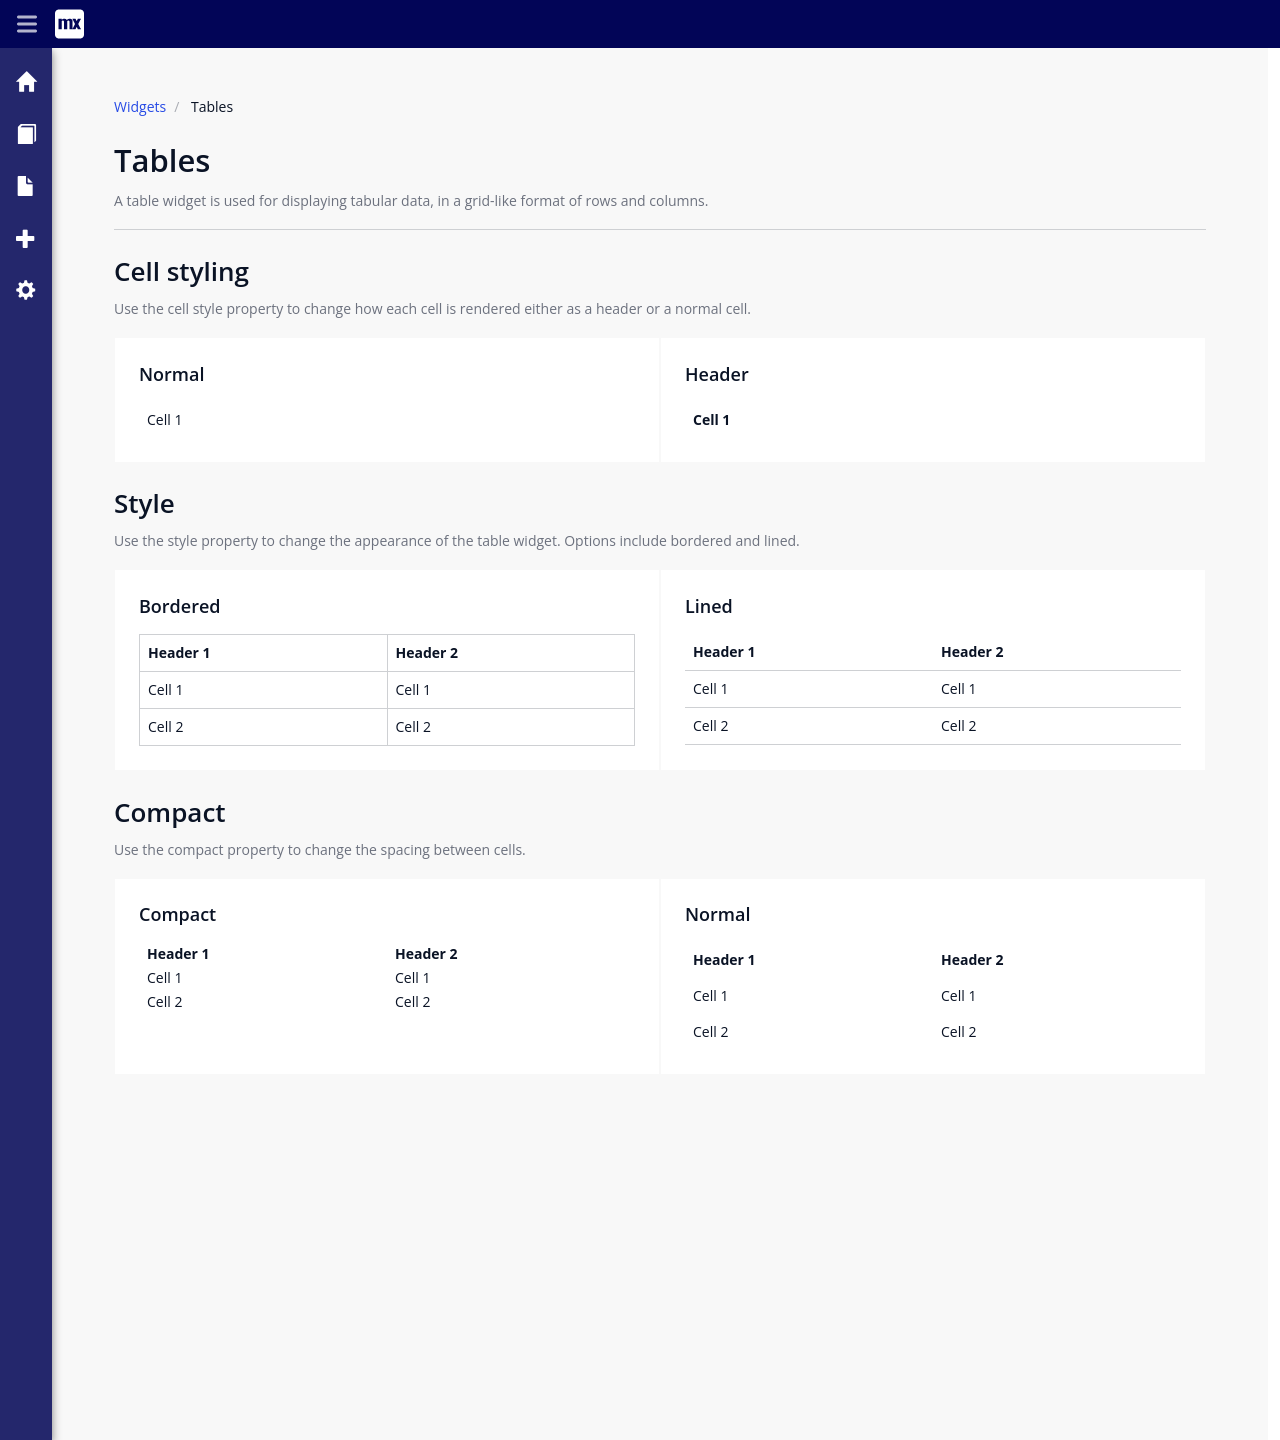 mx
Widgets / Tables
Tables
A table widget is used for displaying tabular data, in a grid-like format of rows and columns.
Cell styling
Use the cell style property to change how each cell is rendered either as a header or a normal cell.
Normal
Cell 1
Header
Cell 1
Style
Use the style property to change the appearance of the table widget. Options include bordered and lined.
Bordered
Header 1 Header 2
Cell 1 Cell 1
Cell 2 Cell 2
Lined
Header 1 Header 2
Cell 1 Cell 1
Cell 2 Cell 2
Compact
Use the compact property to change the spacing between cells.
Compact
Header 1 Header 2
Cell 1 Cell 1
Cell 2 Cell 2
Normal
Header 1 Header 2
Cell 1 Cell 1
Cell 2 Cell 2